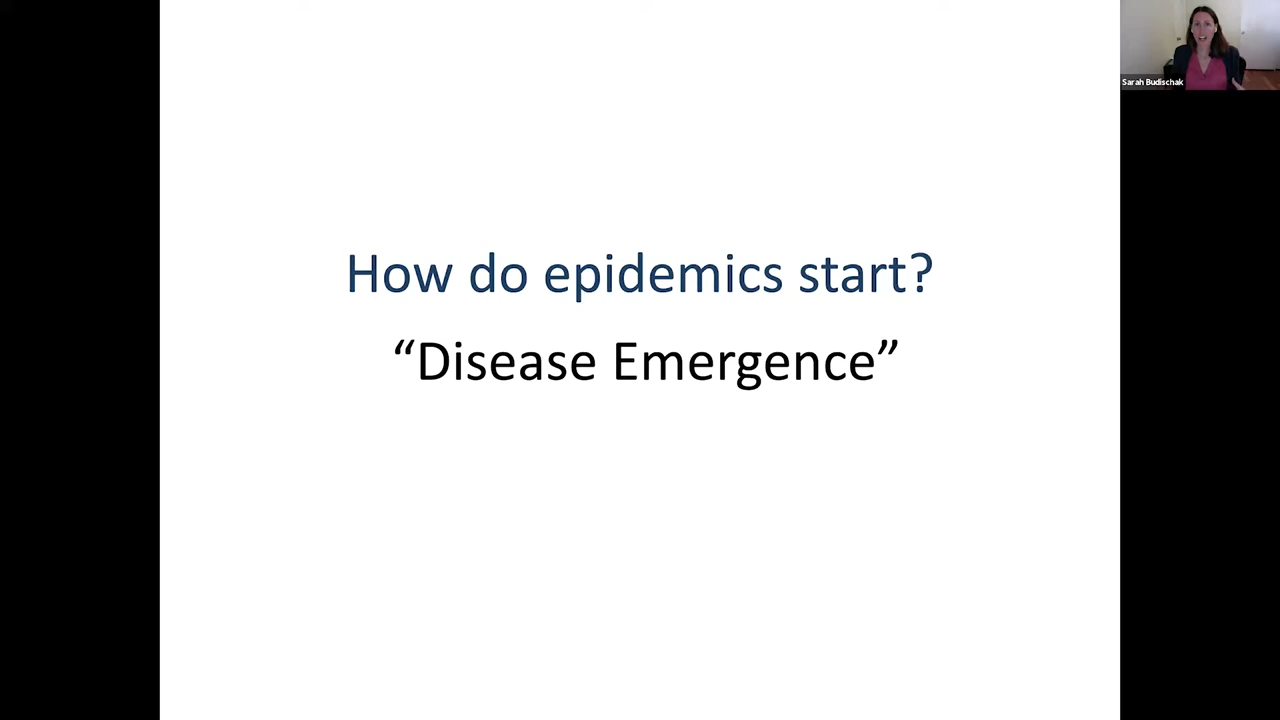 How do epidemics start?
“Disease Emergence”
Sarah Budischak